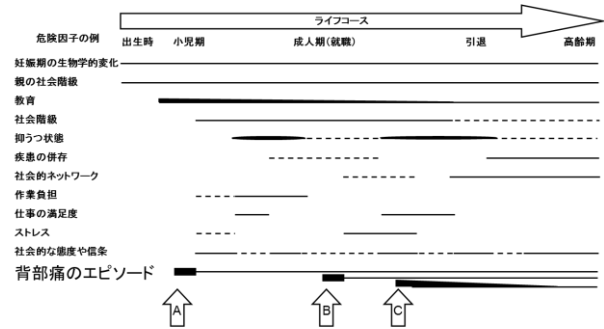 ライフコース
危険因子の例 出生時 小児期 成人期(就職) 引退 高齢期
妊娠期の生物学的変化
親の社会階級
教育
社会階級
抑うつ状態
疾患の併存
社会的ネットワーク
作業負担
仕事の満足度
ストレス
社会的な態度や信条
背部痛のエピソード
A B C